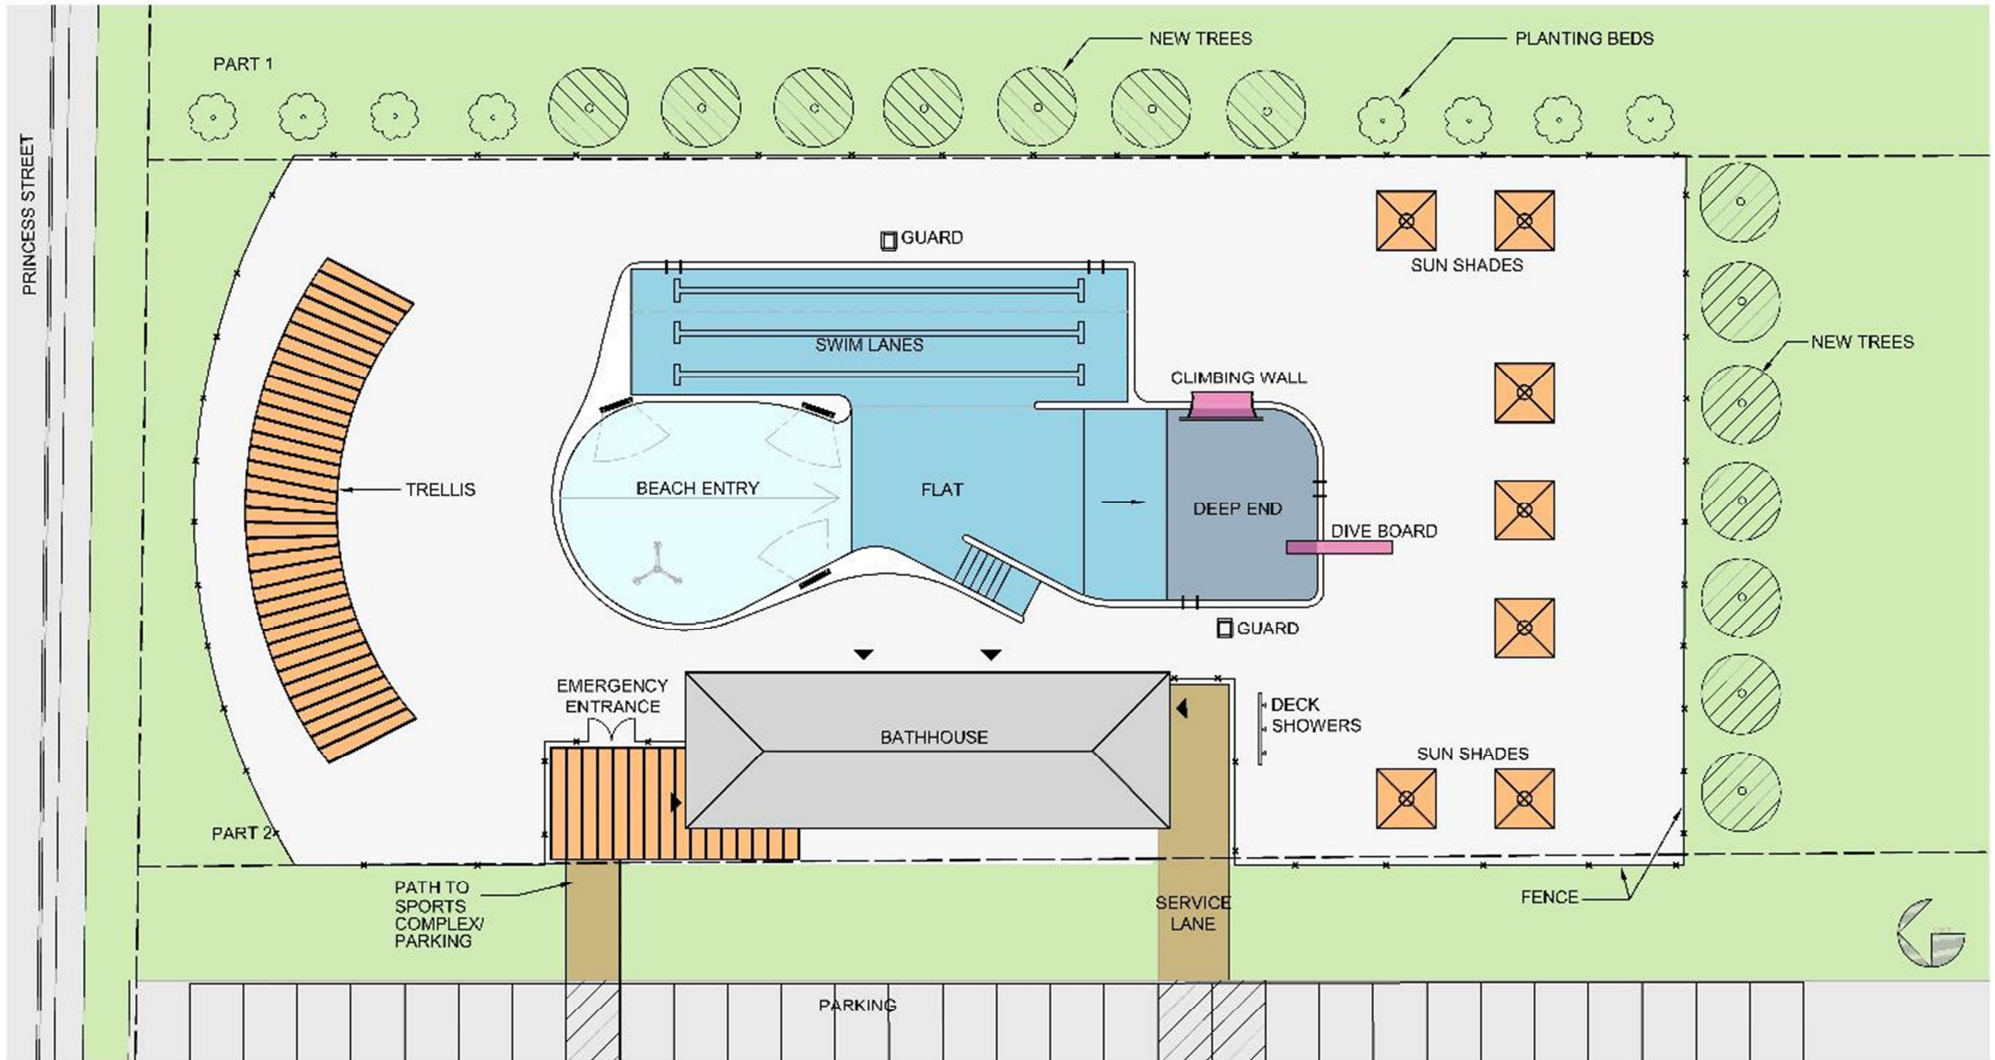 NEW TREES
PLANTING BEDS
PART 1
PRINCESS STREET
GUARD
SUN SHADES
SWIM LANES
NEW TREES
CLIMBING WALL
TRELLIS
BEACH ENTRY
FLAT
DEEP END
DIVE BOARD
GUARD
EMERGENCY
ENTRANCE
DECK
SHOWERS
BATHHOUSE
SUN SHADES
PART 2
PATH TO
SPORTS
COMPLEX/
PARKING
SERVICE
LANE
FENCE
PARKING